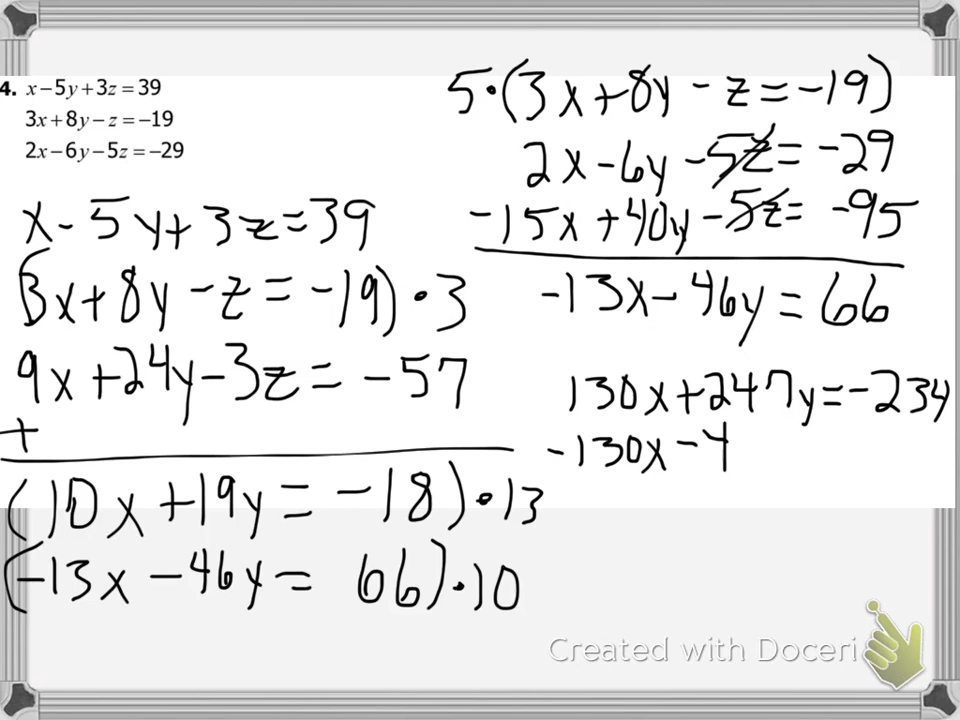 4. x-5y+3z=39
3x+8y-z=-19
2x-6y-5z=-29
x-5y+3z=39
(3x+8y-z=-19)·3
9x+24y-3z=-57
+
(10x+19y=-18)·13
(-13x-46y=66)·10
5·(3x+8y-z=-19)
2x-6y-5z=-29
-15x+40y-5z=-95
-13x-46y=66
130x+247y=-234
-130x-4
Created with Doceri